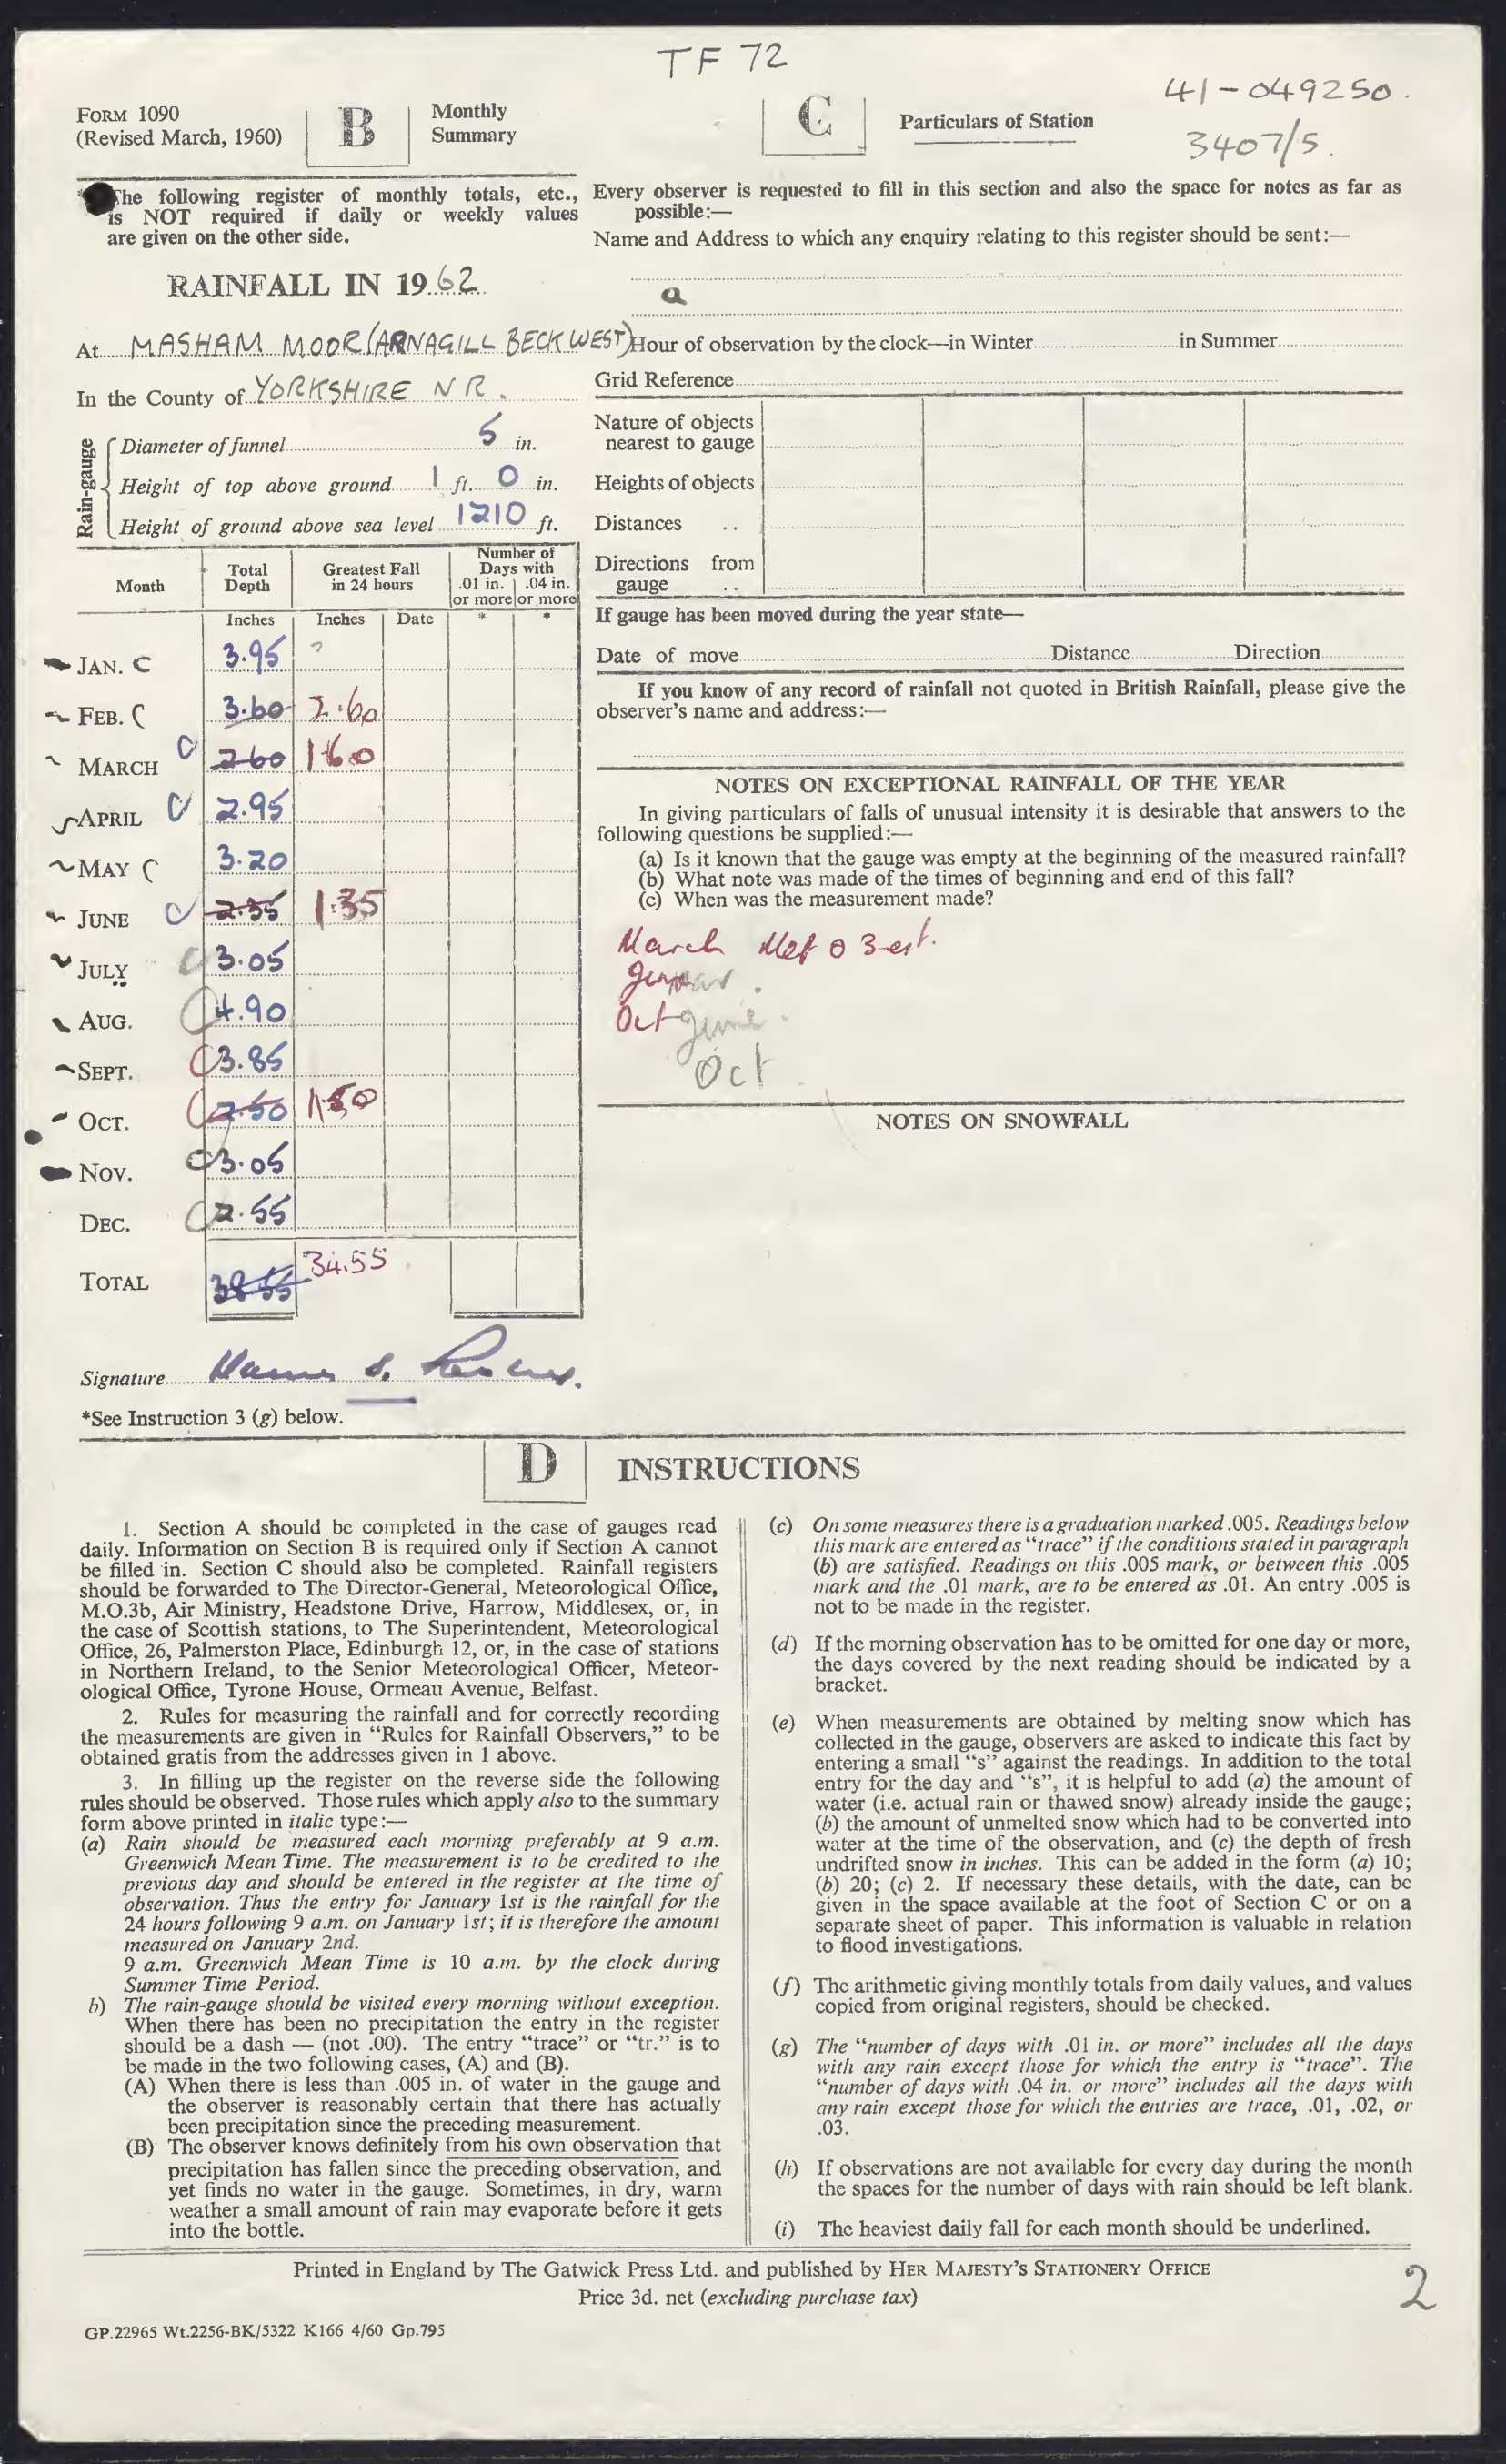 TF 72
41-049250.
3407/5.
FORM 1090
(Revised March, 1960)
B
Monthly
Summary
The following register of monthly totals, etc.,
is NOT required if daily or weekly values
are given on the other side.
RAINFALL IN 1962
At MASHAM MOOR (ARNAGILL BECK WEST)
In the County of YORKSHIRE N R.
Rain-gauge
Diameter of funnel 5 in.
Height of top above ground 1 ft. 0 in.
Height of ground above sea level 1210 ft.
Month Total Depth Greatest Fall in 24 hours Number of Days with .01 in. or more .04 in. or more
Inches Inches Date * *
JAN. C 3.95 ?
FEB. C 3.60 2.60
MARCH C 2.60 1.60
APRIL C 2.95
MAY C 3.20
JUNE C 2.35 1.35
JULY C 3.05
AUG. C 4.90
SEPT. C 3.85
OCT. C 2.50 1.50
NOV. C 3.05
DEC. C 2.55
TOTAL 38.55 34.55
Signature
*See Instruction 3 (g) below.
C
Particulars of Station
Every observer is requested to fill in this section and also the space for notes as far as
possible:—
Name and Address to which any enquiry relating to this register should be sent:—
a
Hour of observation by the clock—in Winter in Summer
Grid Reference
Nature of objects
nearest to gauge
Heights of objects
Distances ..
Directions from
gauge ..
If gauge has been moved during the year state—
Date of move Distance Direction
If you know of any record of rainfall not quoted in British Rainfall, please give the
observer's name and address:—
NOTES ON EXCEPTIONAL RAINFALL OF THE YEAR
In giving particulars of falls of unusual intensity it is desirable that answers to the
following questions be supplied:—
(a) Is it known that the gauge was empty at the beginning of the measured rainfall?
(b) What note was made of the times of beginning and end of this fall?
(c) When was the measurement made?
March Met O 3 est.
Oct June
Oct
NOTES ON SNOWFALL
D
INSTRUCTIONS
1. Section A should be completed in the case of gauges read
daily. Information on Section B is required only if Section A cannot
be filled in. Section C should also be completed. Rainfall registers
should be forwarded to The Director-General, Meteorological Office,
M.O.3b, Air Ministry, Headstone Drive, Harrow, Middlesex, or, in
the case of Scottish stations, to The Superintendent, Meteorological
Office, 26, Palmerston Place, Edinburgh 12, or, in the case of stations
in Northern Ireland, to the Senior Meteorological Officer, Meteor-
ological Office, Tyrone House, Ormeau Avenue, Belfast.
2. Rules for measuring the rainfall and for correctly recording
the measurements are given in "Rules for Rainfall Observers," to be
obtained gratis from the addresses given in 1 above.
3. In filling up the register on the reverse side the following
rules should be observed. Those rules which apply also to the summary
form above printed in italic type:—
(a) Rain should be measured each morning preferably at 9 a.m.
Greenwich Mean Time. The measurement is to be credited to the
previous day and should be entered in the register at the time of
observation. Thus the entry for January 1st is the rainfall for the
24 hours following 9 a.m. on January 1st; it is therefore the amount
measured on January 2nd.
9 a.m. Greenwich Mean Time is 10 a.m. by the clock during
Summer Time Period.
b) The rain-gauge should be visited every morning without exception.
When there has been no precipitation the entry in the register
should be a dash — (not .00). The entry "trace" or "tr." is to
be made in the two following cases, (A) and (B).
(A) When there is less than .005 in. of water in the gauge and
the observer is reasonably certain that there has actually
been precipitation since the preceding measurement.
(B) The observer knows definitely from his own observation that
precipitation has fallen since the preceding observation, and
yet finds no water in the gauge. Sometimes, in dry, warm
weather a small amount of rain may evaporate before it gets
into the bottle.
(c) On some measures there is a graduation marked .005. Readings below
this mark are entered as "trace" if the conditions stated in paragraph
(b) are satisfied. Readings on this .005 mark, or between this .005
mark and the .01 mark, are to be entered as .01. An entry .005 is
not to be made in the register.
(d) If the morning observation has to be omitted for one day or more,
the days covered by the next reading should be indicated by a
bracket.
(e) When measurements are obtained by melting snow which has
collected in the gauge, observers are asked to indicate this fact by
entering a small "s" against the readings. In addition to the total
entry for the day and "s", it is helpful to add (a) the amount of
water (i.e. actual rain or thawed snow) already inside the gauge;
(b) the amount of unmelted snow which had to be converted into
water at the time of the observation, and (c) the depth of fresh
undrifted snow in inches. This can be added in the form (a) 10;
(b) 20; (c) 2. If necessary these details, with the date, can be
given in the space available at the foot of Section C or on a
separate sheet of paper. This information is valuable in relation
to flood investigations.
(f) The arithmetic giving monthly totals from daily values, and values
copied from original registers, should be checked.
(g) The "number of days with .01 in. or more" includes all the days
with any rain except those for which the entry is "trace". The
"number of days with .04 in. or more" includes all the days with
any rain except those for which the entries are trace, .01, .02, or
.03.
(h) If observations are not available for every day during the month
the spaces for the number of days with rain should be left blank.
(i) The heaviest daily fall for each month should be underlined.
Printed in England by The Gatwick Press Ltd. and published by HER MAJESTY'S STATIONERY OFFICE
Price 3d. net (excluding purchase tax)
GP.22965 Wt.2256-BK/5322 K166 4/60 Gp.795
2